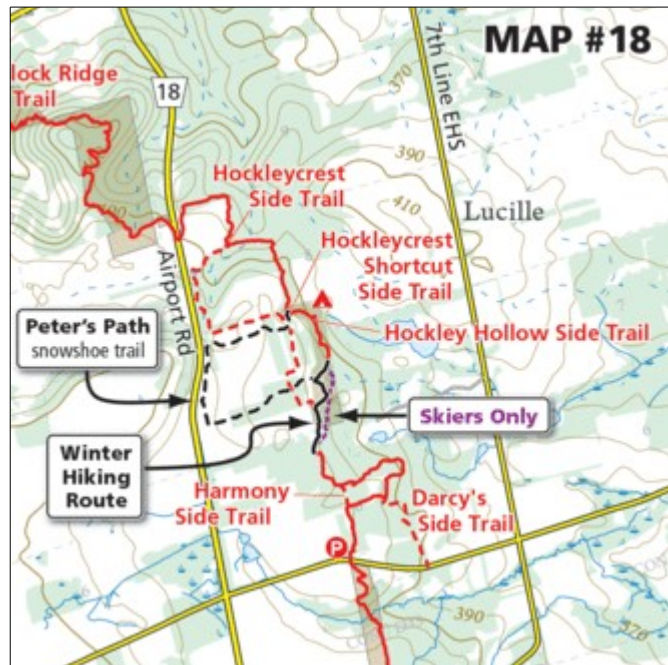 MAP #18
lock Ridge
Trail
18
7th Line EHS
370
390
410
Lucille
Hockleycrest
Side Trail
Hockleycrest
Shortcut
Side Trail
Airport Rd
Hockley Hollow Side Trail
Peter's Path
snowshoe trail
Skiers Only
Winter
Hiking
Route
Harmony
Side Trail
Darcy's
Side Trail
P
390
370